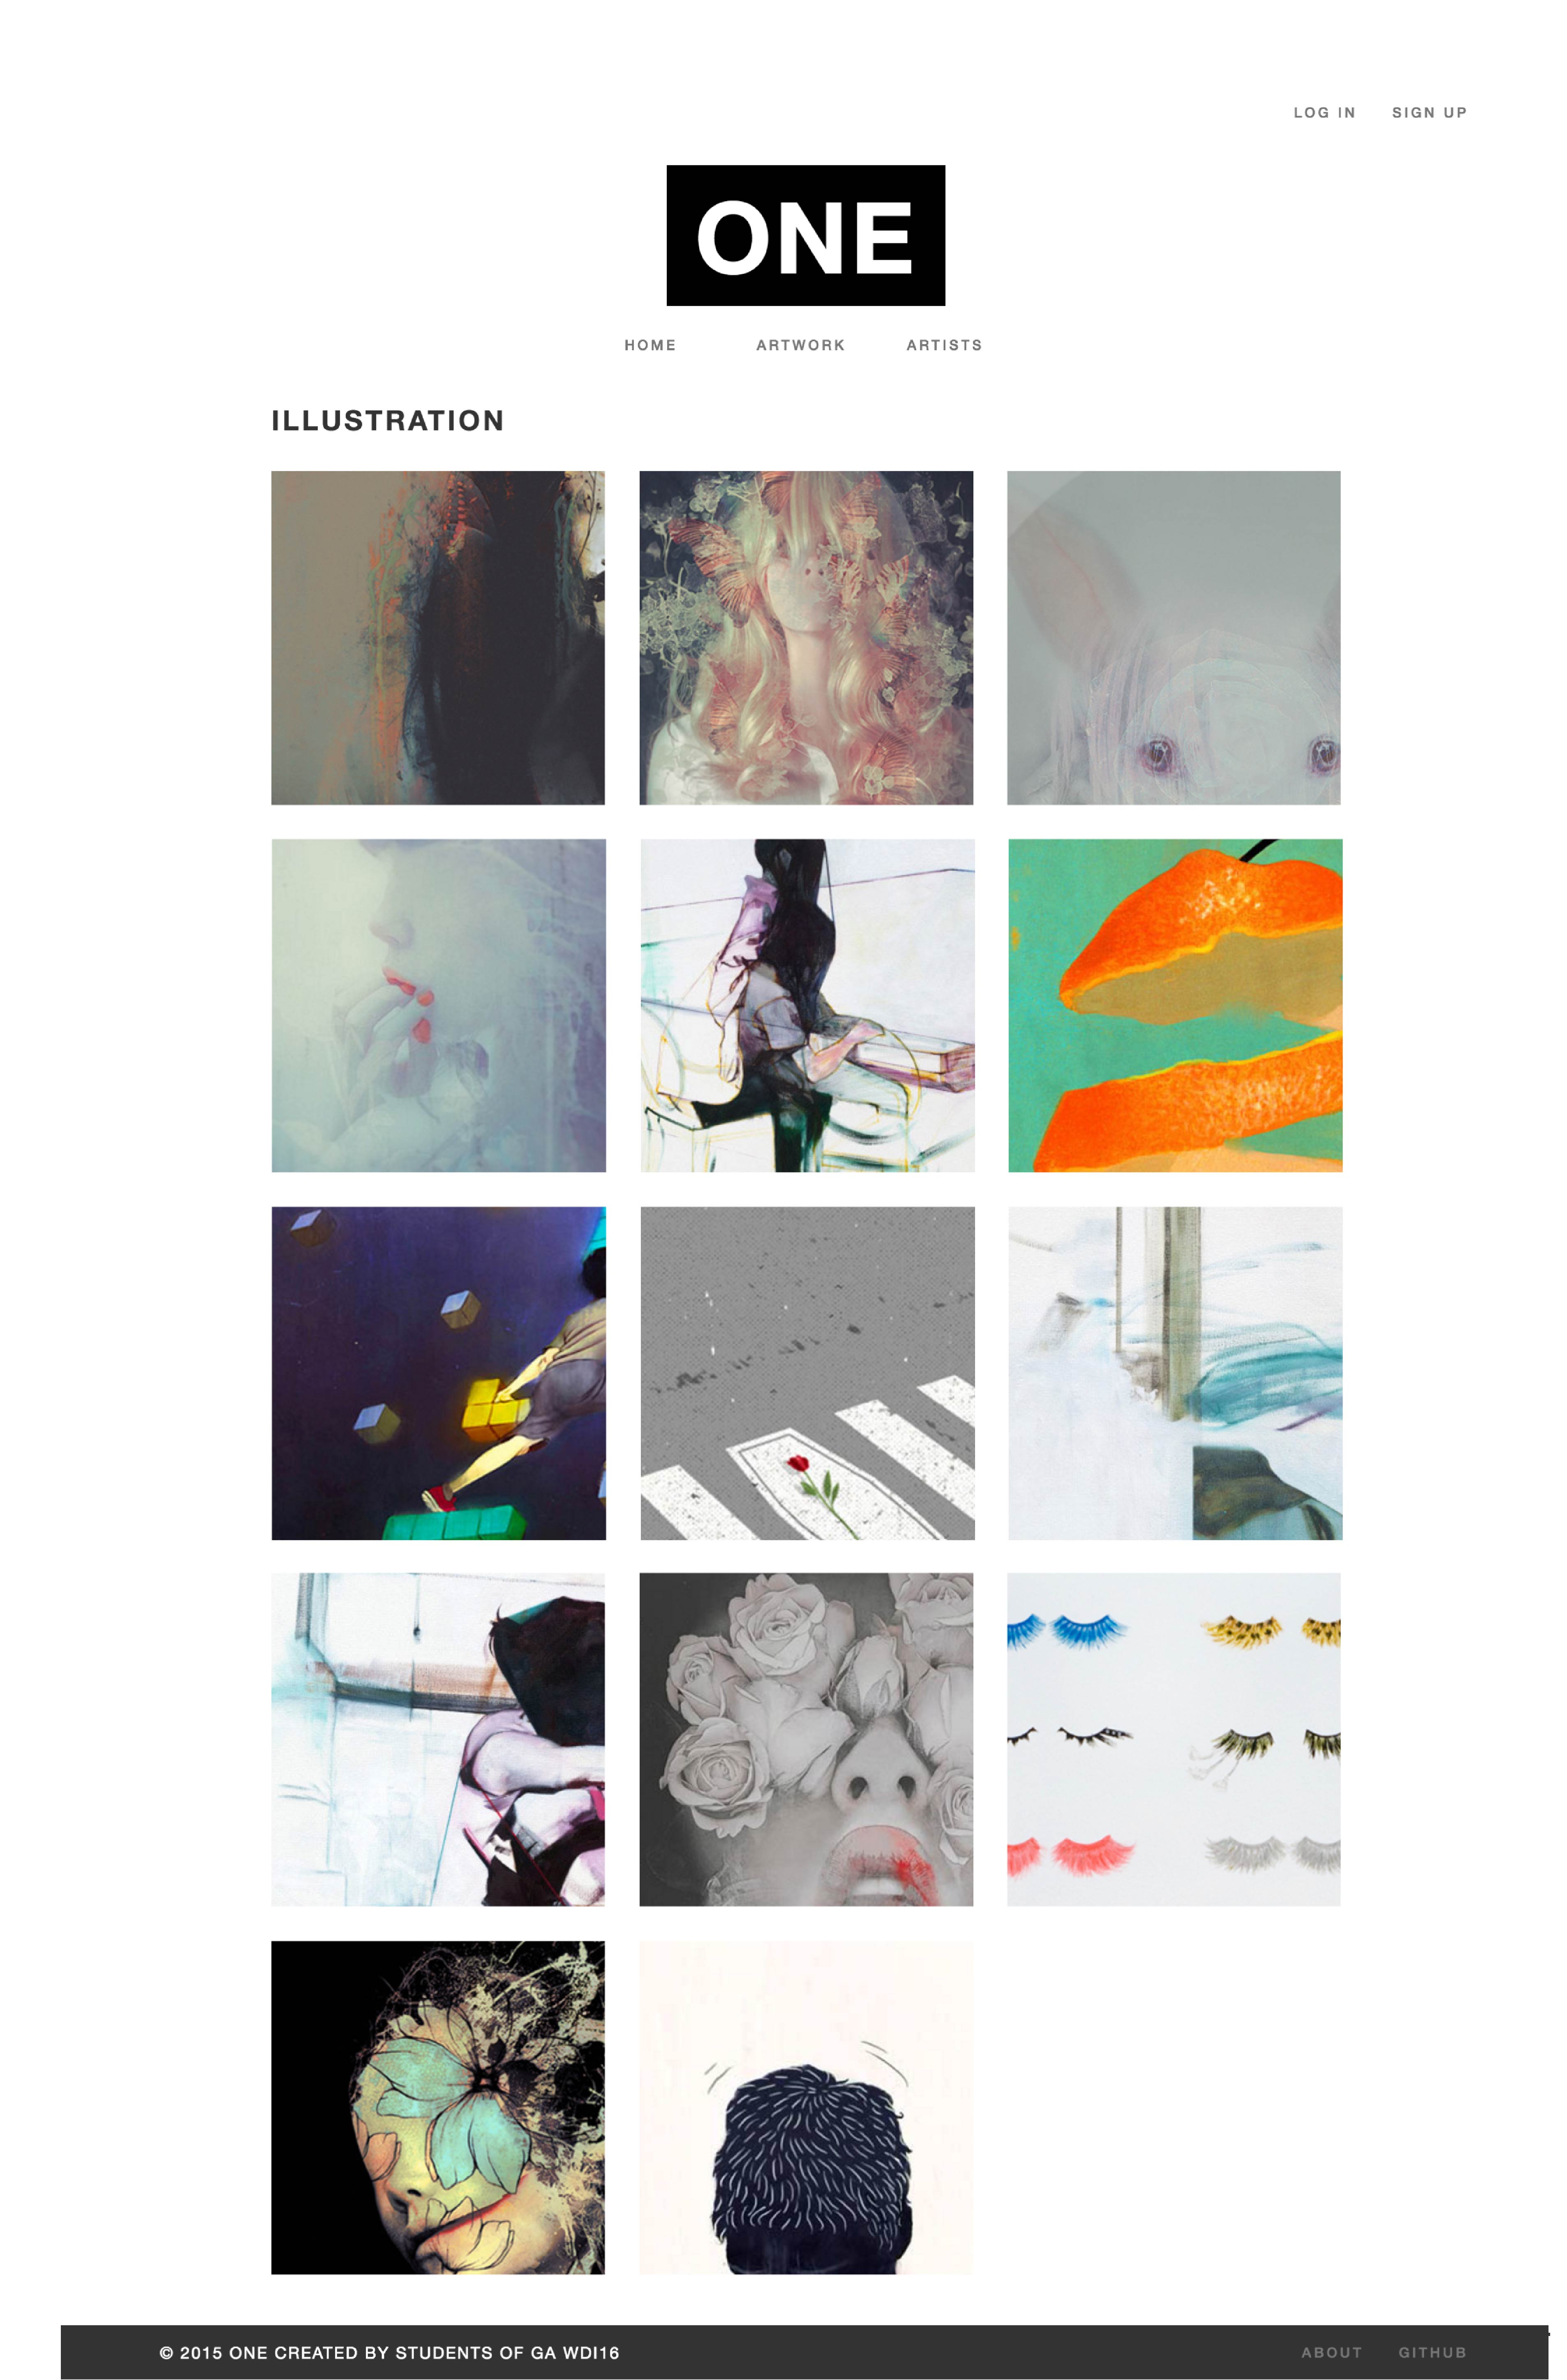 LOG IN SIGN UP
ONE
HOME ARTWORK ARTISTS
ILLUSTRATION
© 2015 ONE CREATED BY STUDENTS OF GA WDI16 ABOUT GITHUB